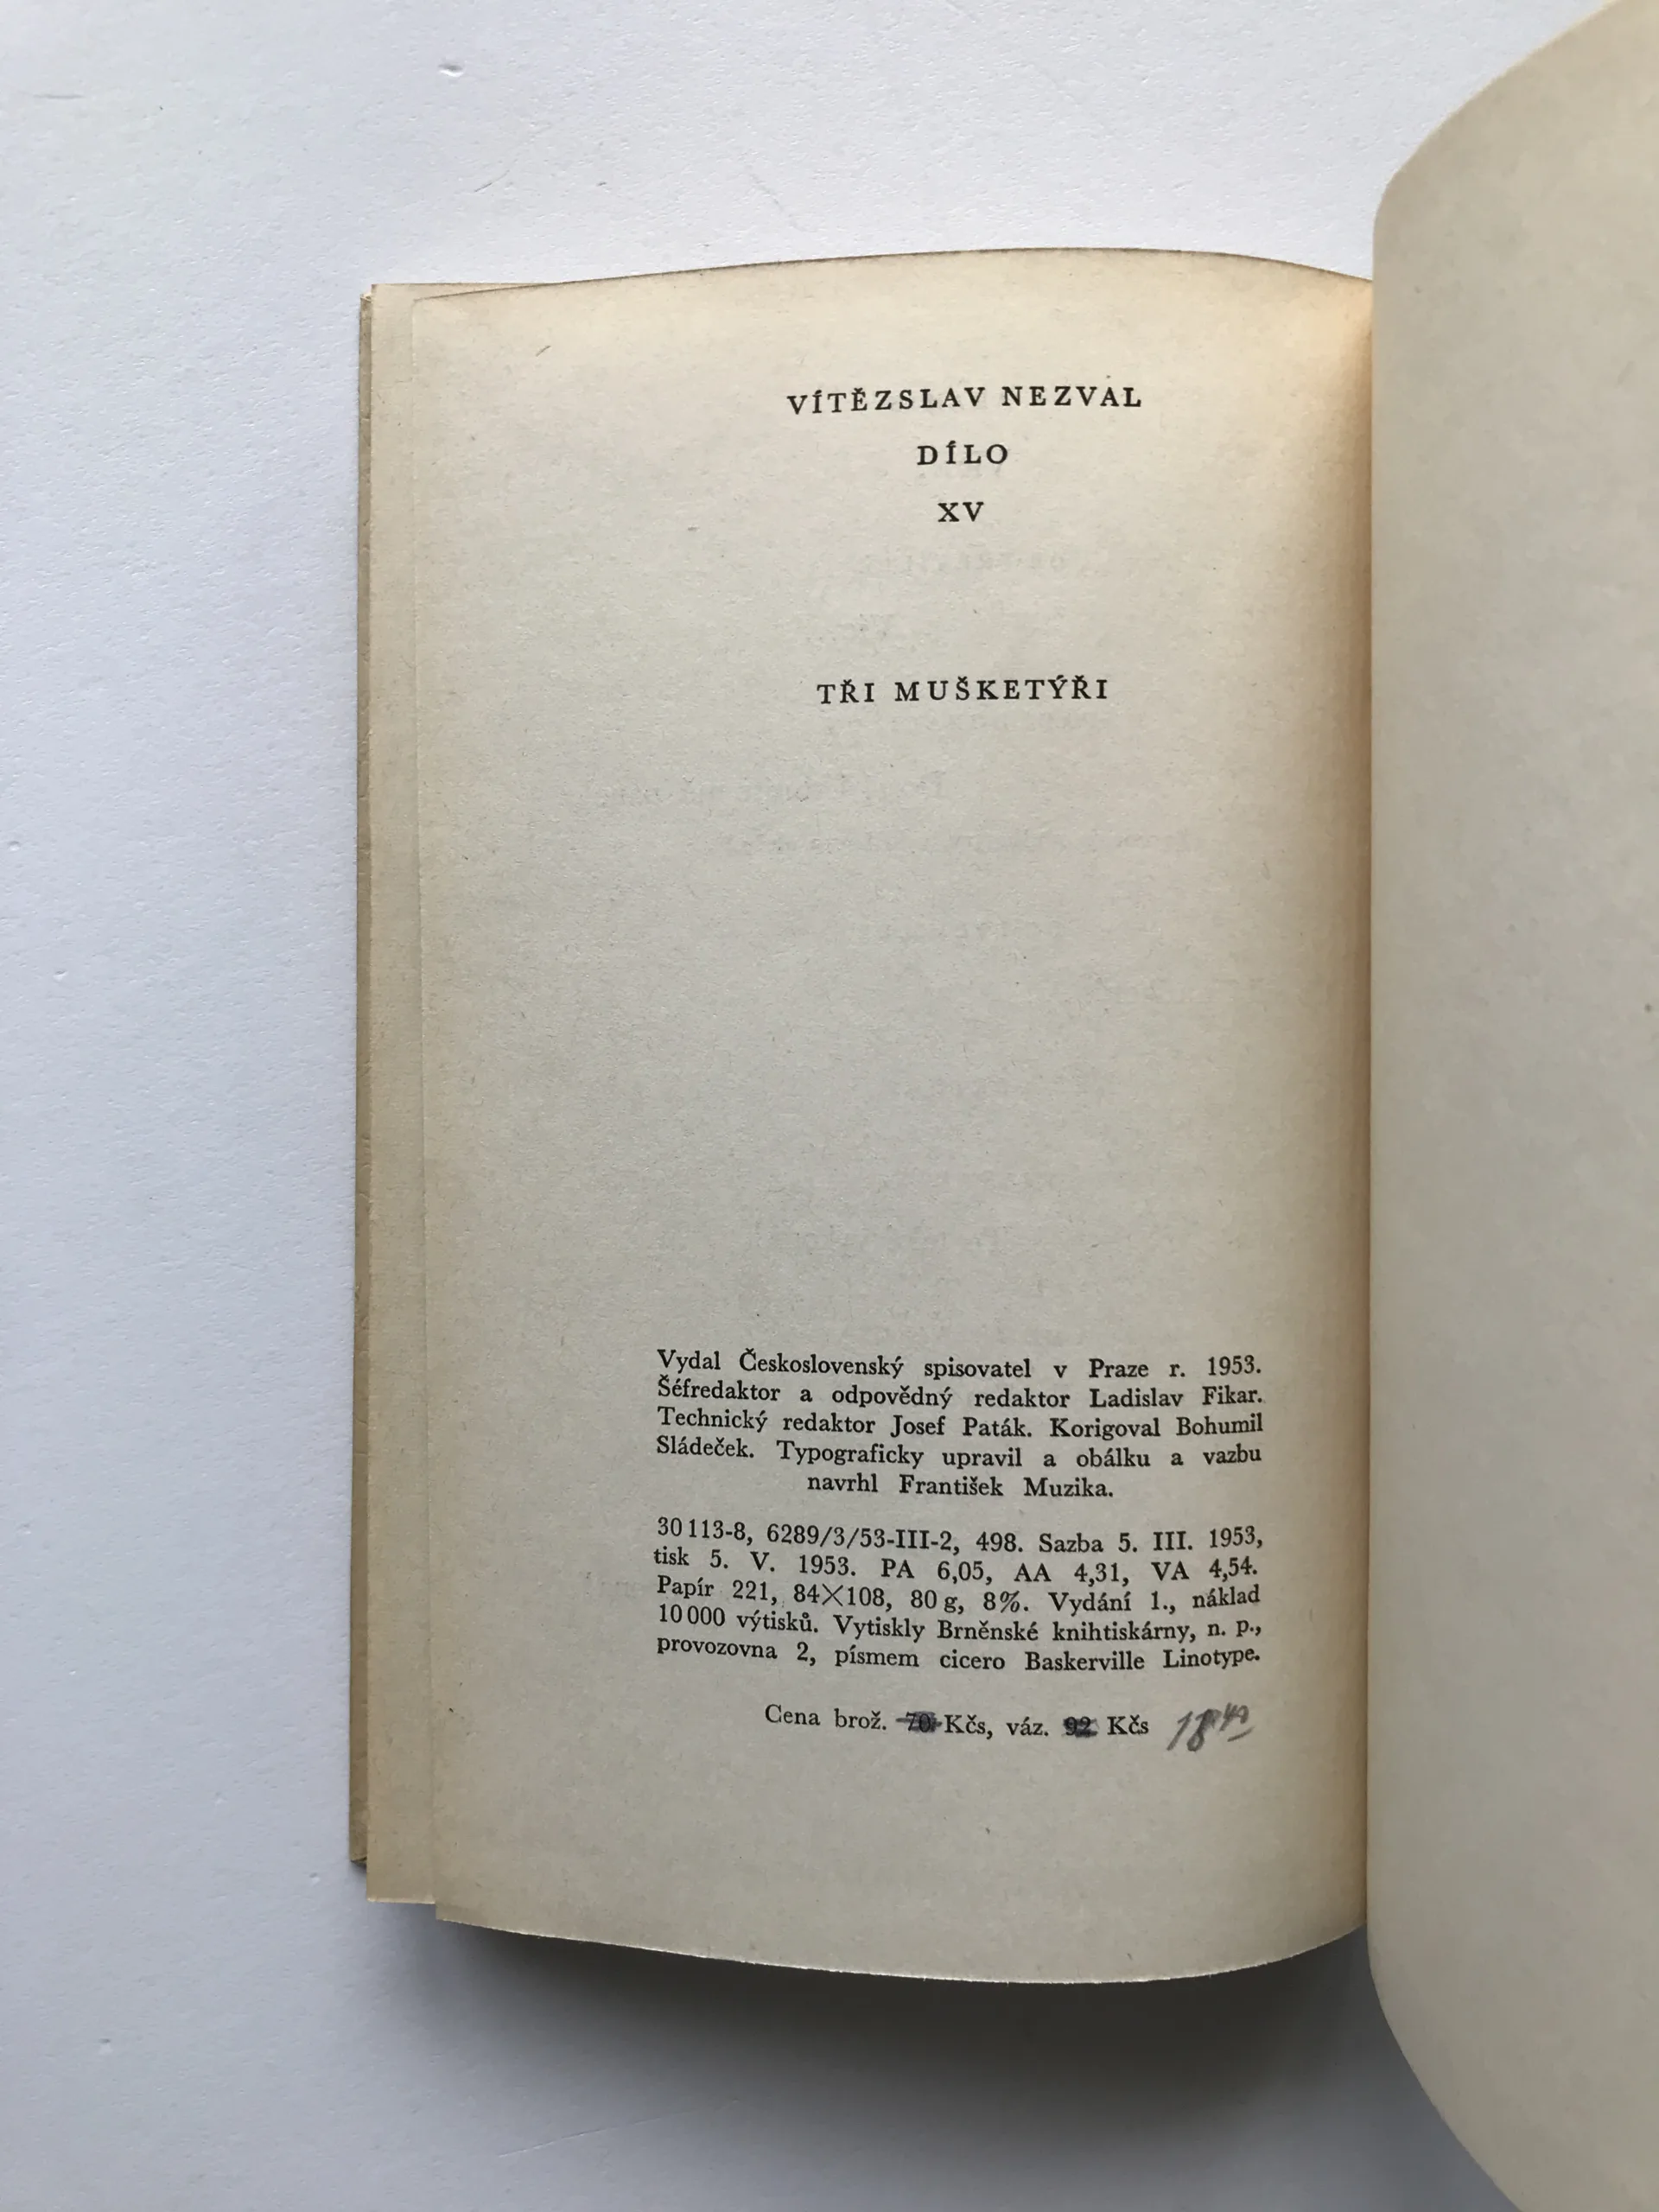 VÍTĚZSLAV NEZVAL
DÍLO
XV
TŘI MUŠKETÝŘI
Vydal Československý spisovatel v Praze r. 1953.
Šéfredaktor a odpovědný redaktor Ladislav Fikar.
Technický redaktor Josef Paták. Korigoval Bohumil
Sládeček. Typograficky upravil a obálku a vazbu
navrhl František Muzika.
30 113-8, 6289/3/53-III-2, 498. Sazba 5. III. 1953,
tisk 5. V. 1953. PA 6,05, AA 4,31, VA 4,54.
Papír 221, 84×108, 80 g, 8%. Vydání 1., náklad
10 000 výtisků. Vytiskly Brněnské knihtiskárny, n. p.,
provozovna 2, písmem cicero Baskerville Linotype.
Cena brož. 70 Kčs, váz. 92 Kčs 18 40